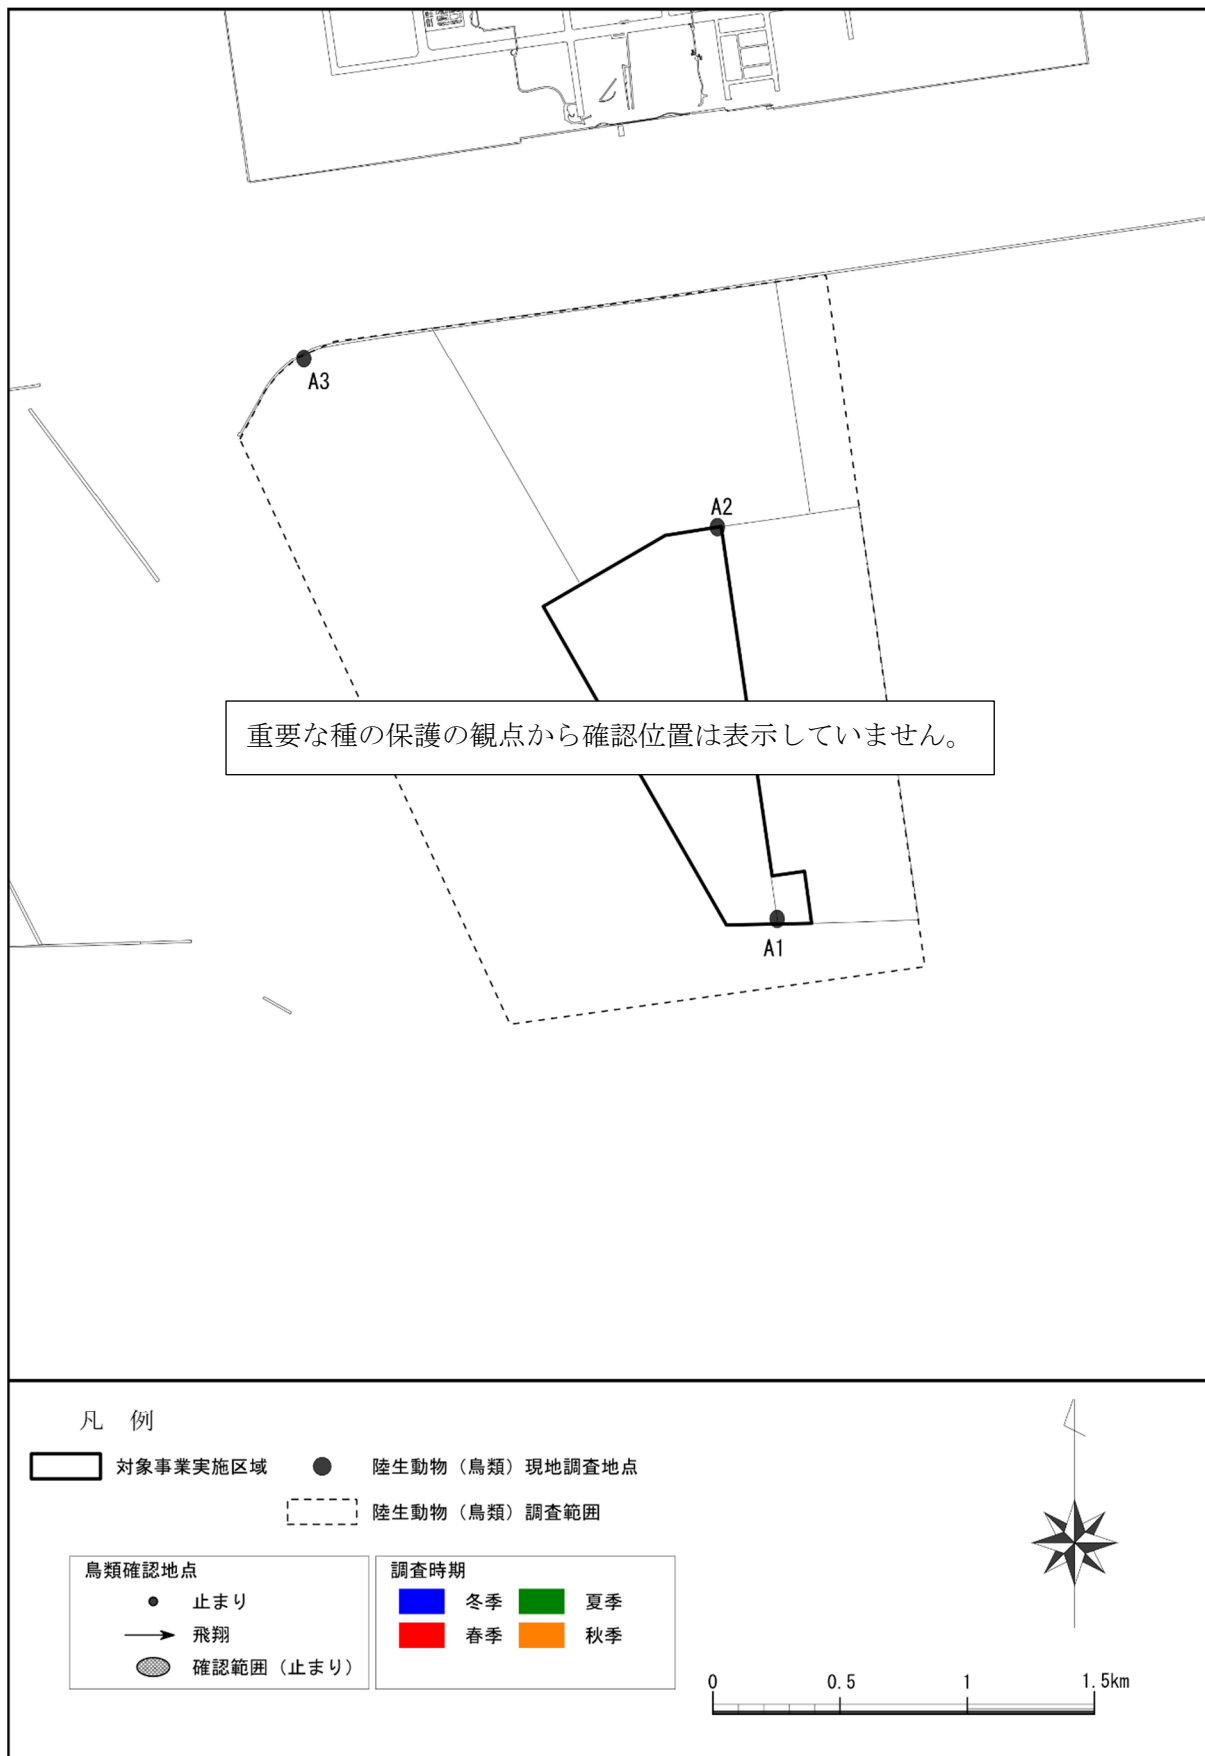 A3
A2
重要な種の保護の観点から確認位置は表示していません。
A1
凡 例
対象事業実施区域
陸生動物（鳥類）現地調査地点
陸生動物（鳥類）調査範囲
鳥類確認地点
止まり
飛翔
確認範囲（止まり）
調査時期
冬季
夏季
春季
秋季
0 0.5 1 1.5km